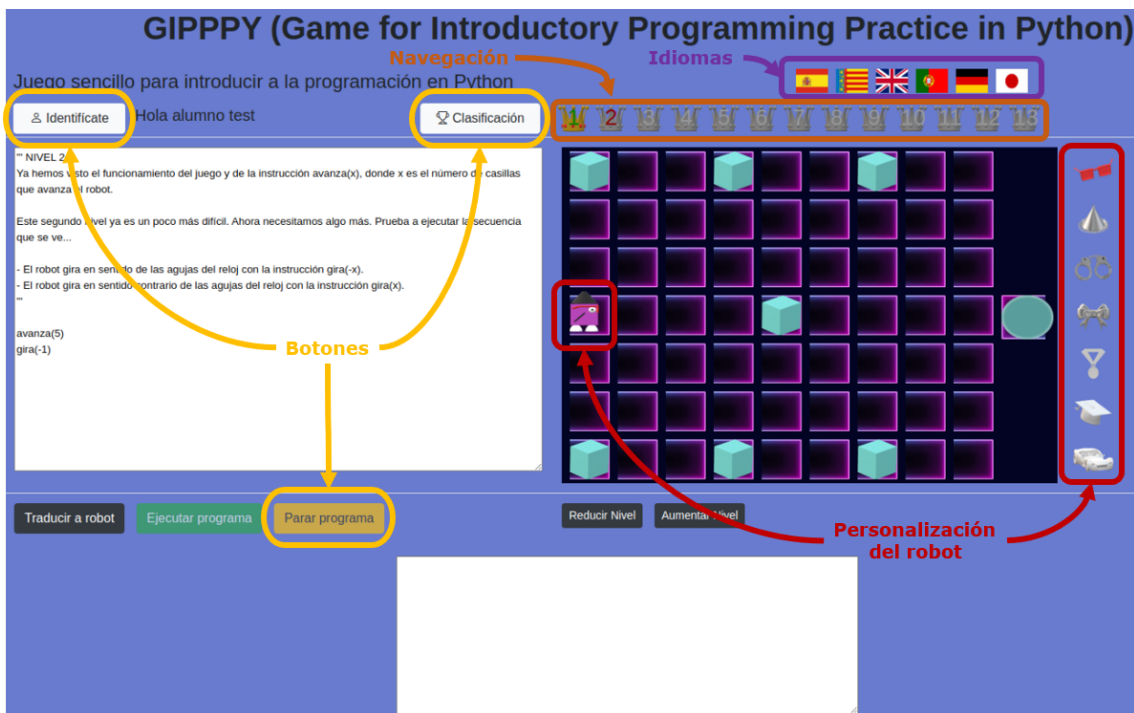 GIPPPY (Game for Introductory Programming Practice in Python)
Navegación
Idiomas
Juego sencillo para introducir a la programación en Python
Identifícate
Hola alumno test
Clasificación
1 2 3 4 5 6 7 8 9 10 11 12 13
''' NIVEL 2
Ya hemos visto el funcionamiento del juego y de la instrucción avanza(x), donde x es el número de casillas
que avanza el robot.
Este segundo nivel ya es un poco más difícil. Ahora necesitamos algo más. Prueba a ejecutar la secuencia
que se ve...
- El robot gira en sentido de las agujas del reloj con la instrucción gira(-x).
- El robot gira en sentido contrario de las agujas del reloj con la instrucción gira(x).
'''
avanza(5)
gira(-1)
Botones
Traducir a robot
Ejecutar programa
Parar programa
Reducir Nivel
Aumentar Nivel
Personalización
del robot